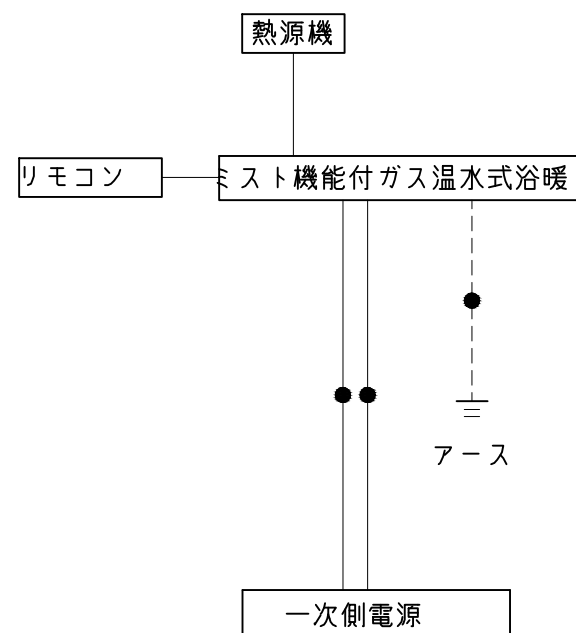 熱源機
リモコン
ミスト機能付ガス温水式浴暖
アース
一次側電源